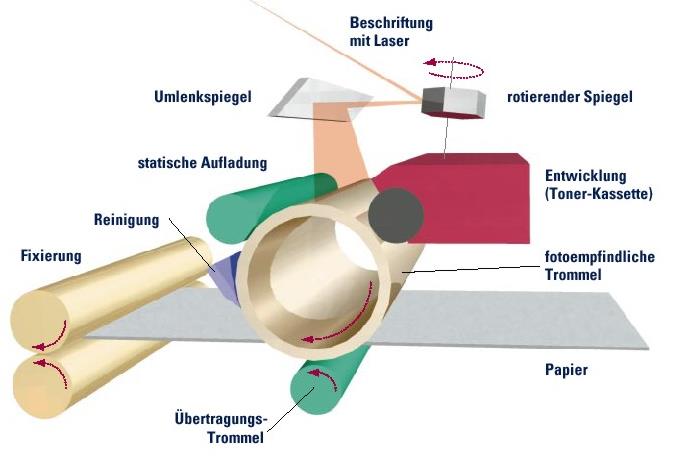 Beschriftung
mit Laser
Umlenkspiegel
rotierender Spiegel
statische Aufladung
Entwicklung
(Toner-Kassette)
Reinigung
Fixierung
fotoempfindliche
Trommel
Papier
Übertragungs-
Trommel